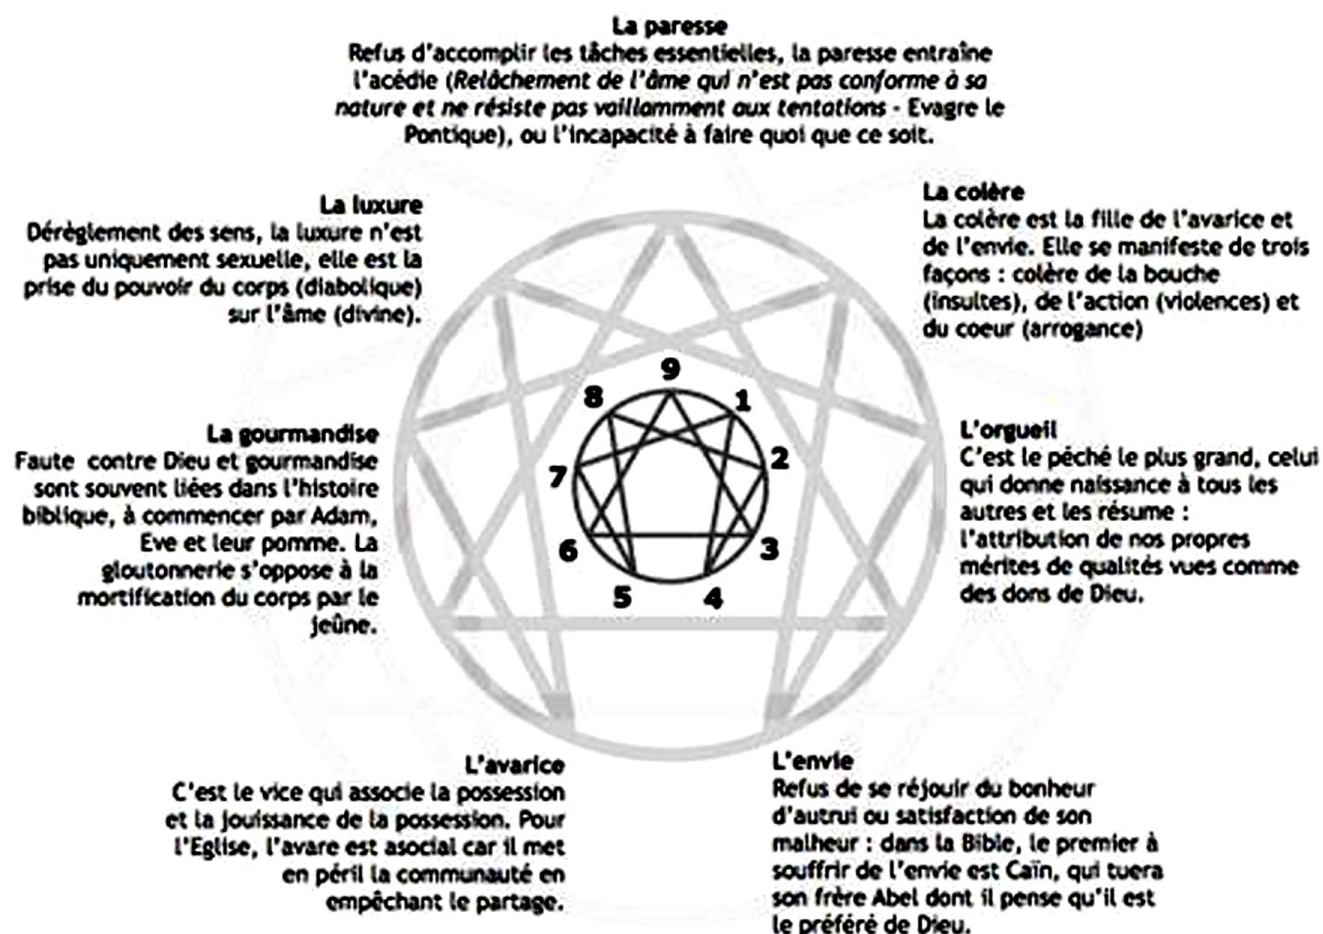 La paresse
Refus d'accomplir les tâches essentielles, la paresse entraîne
l'acédie (Relâchement de l'âme qui n'est pas conforme à sa
nature et ne résiste pas vaillamment aux tentations - Evagre le
Pontique), ou l'incapacité à faire quoi que ce soit.
La colère
La colère est la fille de l'avarice et
de l'envie. Elle se manifeste de trois
façons : colère de la bouche
(insultes), de l'action (violences) et
du coeur (arrogance)
La luxure
Dérèglement des sens, la luxure n'est
pas uniquement sexuelle, elle est la
prise du pouvoir du corps (diabolique)
sur l'âme (divine).
9
8
1
7
2
6
3
5
4
La gourmandise
Faute contre Dieu et gourmandise
sont souvent liées dans l'histoire
biblique, à commencer par Adam,
Eve et leur pomme. La
gloutonnerie s'oppose à la
mortification du corps par le
jeûne.
L'orgueil
C'est le péché le plus grand, celui
qui donne naissance à tous les
autres et les résume :
l'attribution de nos propres
mérites de qualités vues comme
des dons de Dieu.
L'avarice
C'est le vice qui associe la possession
et la jouissance de la possession. Pour
l'Eglise, l'avare est asocial car il met
en péril la communauté en
empêchant le partage.
L'envie
Refus de se réjouir du bonheur
d'autrui ou satisfaction de son
malheur : dans la Bible, le premier à
souffrir de l'envie est Caïn, qui tuera
son frère Abel dont il pense qu'il est
le préféré de Dieu.